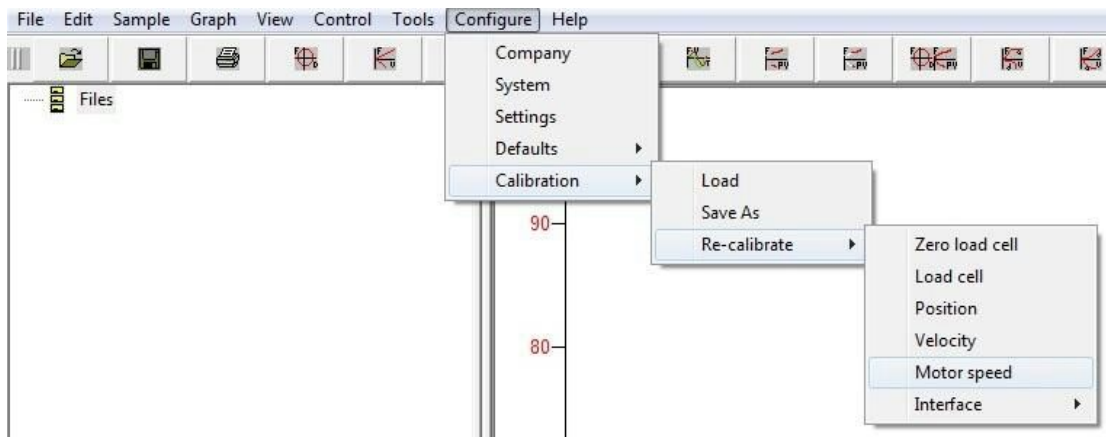 File Edit Sample Graph View Control Tools Configure Help
Files
Company
System
Settings
Defaults
Calibration
Load
Save As
Re-calibrate
Zero load cell
Load cell
Position
Velocity
Motor speed
Interface
90
80